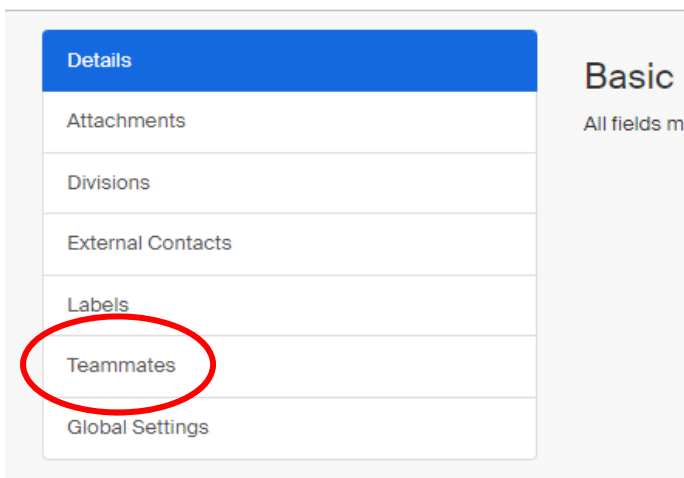 Details
Attachments
Divisions
External Contacts
Labels
Teammates
Global Settings
Basic
All fields m